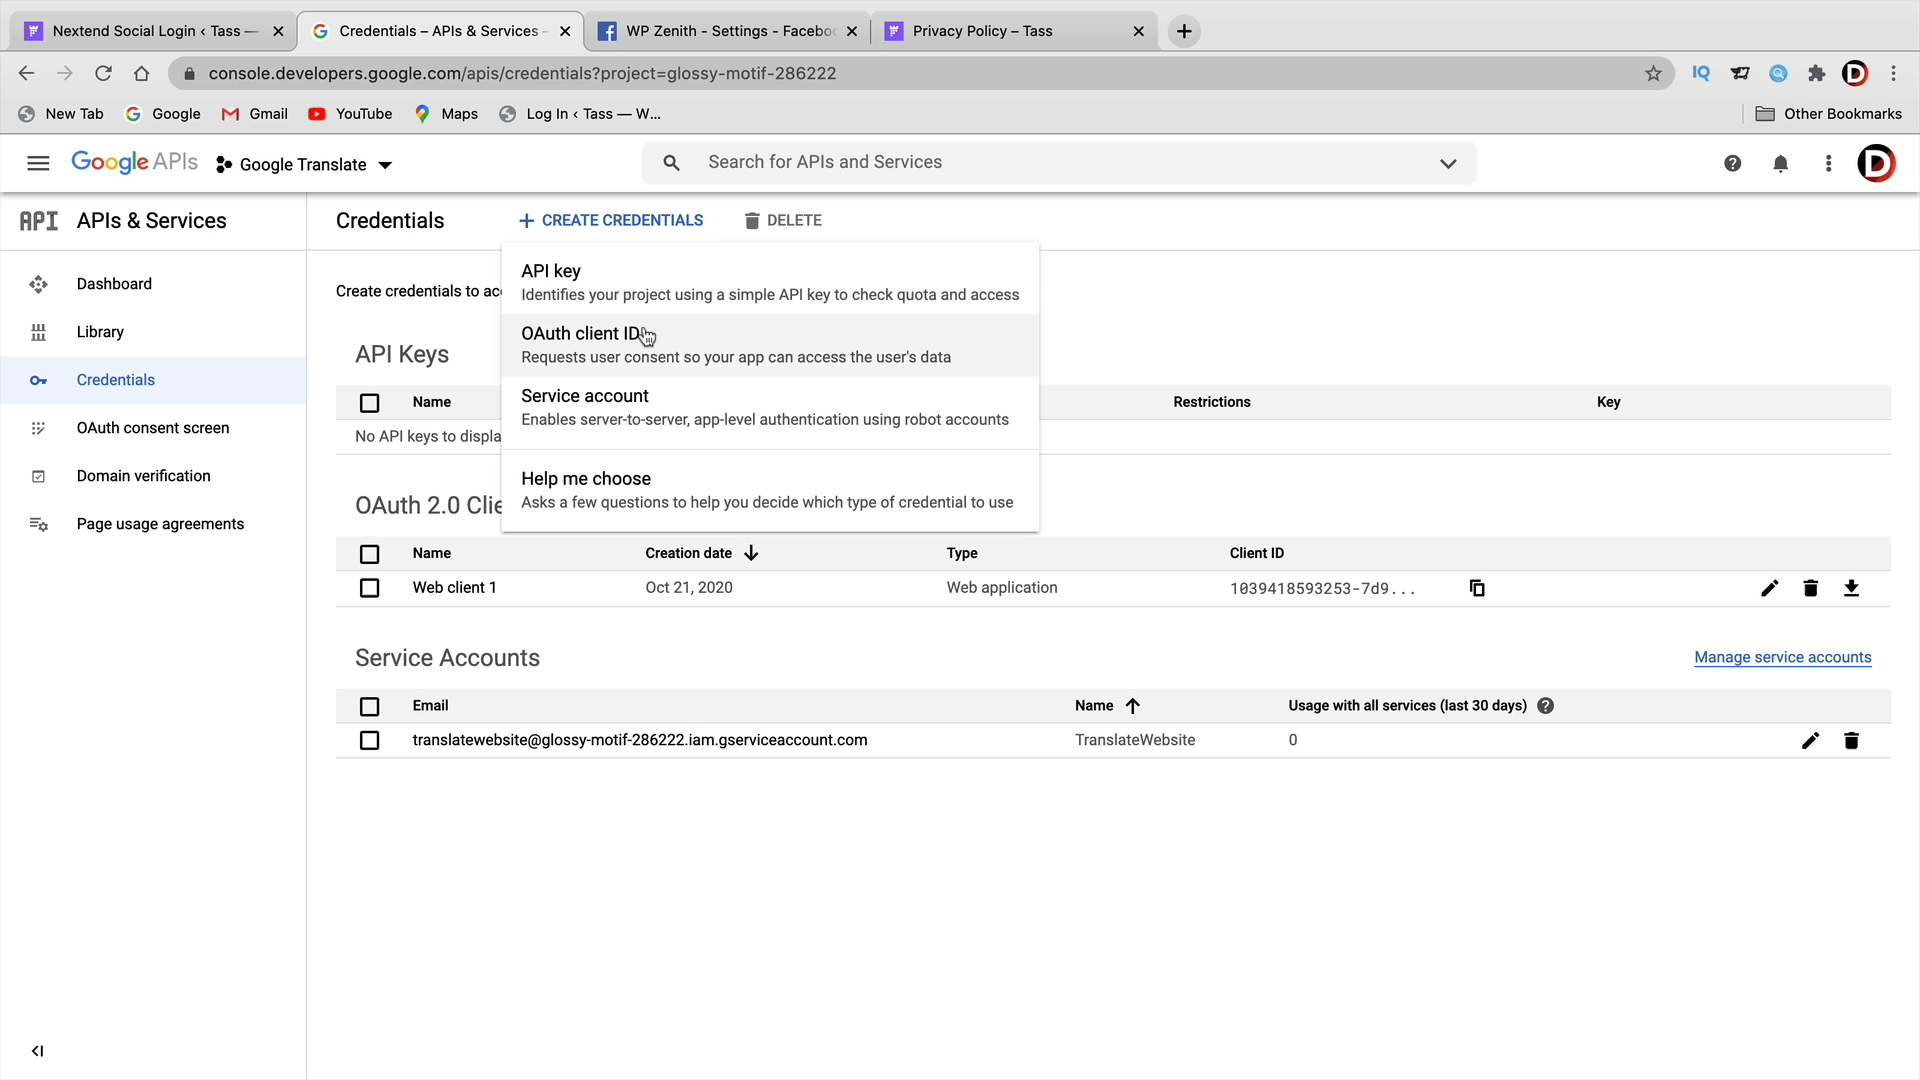 Nextend Social Login ‹ Tass —
Credentials – APIs & Services -
WP Zenith - Settings - Facebo
Privacy Policy – Tass
console.developers.google.com/apis/credentials?project=glossy-motif-286222
IQ
D
New Tab
Google
Gmail
YouTube
Maps
Log In ‹ Tass — W...
Other Bookmarks
Google APIs
Google Translate
Search for APIs and Services
D
API APIs & Services
Credentials
+ CREATE CREDENTIALS
DELETE
Dashboard
Library
Credentials
OAuth consent screen
Domain verification
Page usage agreements
Create credentials to ac
API key
Identifies your project using a simple API key to check quota and access
OAuth client ID
Requests user consent so your app can access the user's data
Service account
Enables server-to-server, app-level authentication using robot accounts
Help me choose
Asks a few questions to help you decide which type of credential to use
API Keys
Name
Restrictions
Key
No API keys to displa
OAuth 2.0 Clie
Name
Creation date
Type
Client ID
Web client 1
Oct 21, 2020
Web application
1039418593253-7d9...
Service Accounts
Manage service accounts
Email
Name
Usage with all services (last 30 days)
translatewebsite@glossy-motif-286222.iam.gserviceaccount.com
TranslateWebsite
0